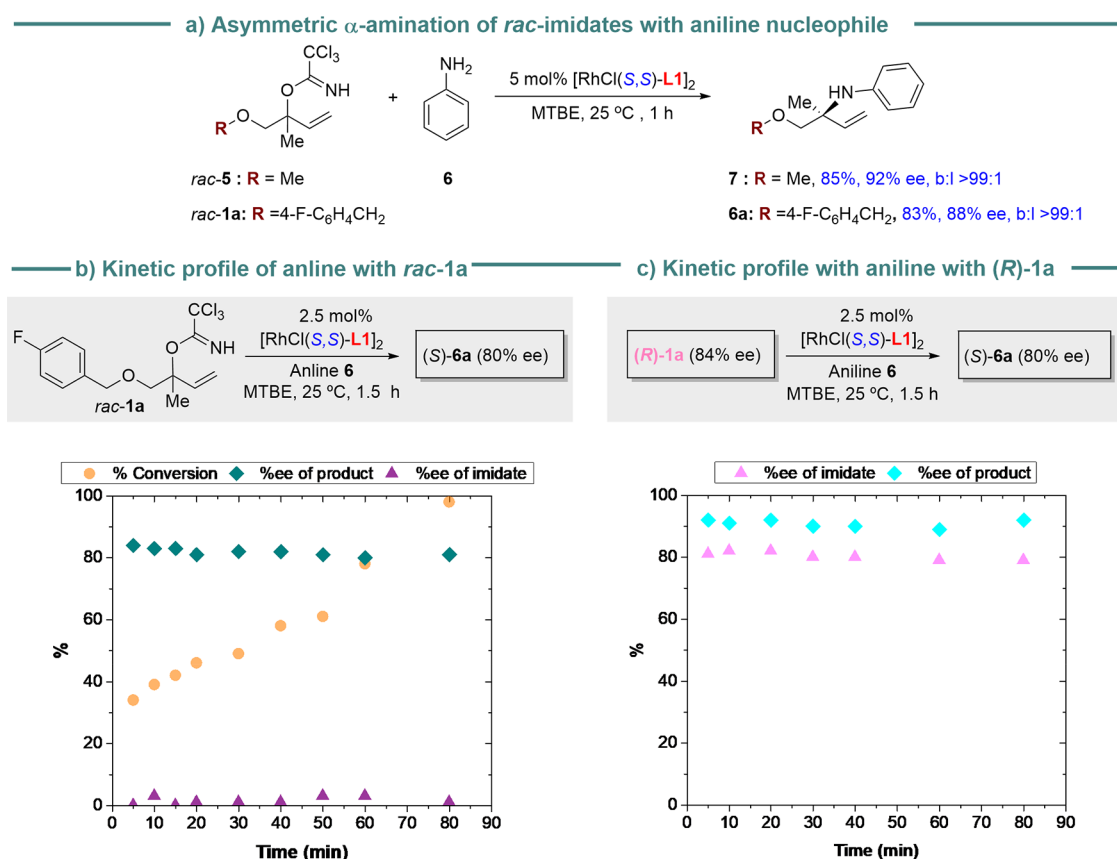 a) Asymmetric α-amination of rac-imidates with aniline nucleophile
CCl3
O
NH
R
O
Me
+
NH2
5 mol% [RhCl(S,S)-L1]2
MTBE, 25 ºC , 1 h
Me
HN
R
O
rac-5 : R = Me
6
7 : R = Me, 85%, 92% ee, b:l >99:1
rac-1a: R =4-F-C6H4CH2
6a: R =4-F-C6H4CH2, 83%, 88% ee, b:l >99:1
b) Kinetic profile of anline with rac-1a
F
CCl3
O
NH
O
Me
rac-1a
2.5 mol%
[RhCl(S,S)-L1]2
Anline 6
MTBE, 25 ºC, 1.5 h
(S)-6a (80% ee)
% Conversion %ee of product %ee of imidate
%
100
80
60
40
20
0
0 10 20 30 40 50 60 70 80 90
Time (min)
c) Kinetic profile with aniline with (R)-1a
(R)-1a (84% ee)
2.5 mol%
[RhCl(S,S)-L1]2
Aniline 6
MTBE, 25 ºC, 1.5 h
(S)-6a (80% ee)
%ee of imidate %ee of product
%
100
80
60
40
20
0
0 10 20 30 40 50 60 70 80 90
Time (min)